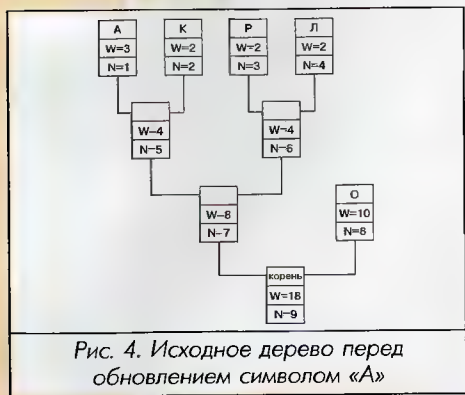 А К Р Л
W=3 W=2 W=2 W=2
N=1 N=2 N=3 N=4
W=4 W=4
N=5 N=6
О
W=8 W=10
N=7 N=8
корень
W=18
N=9
Рис. 4. Исходное дерево перед
обновлением символом «А»